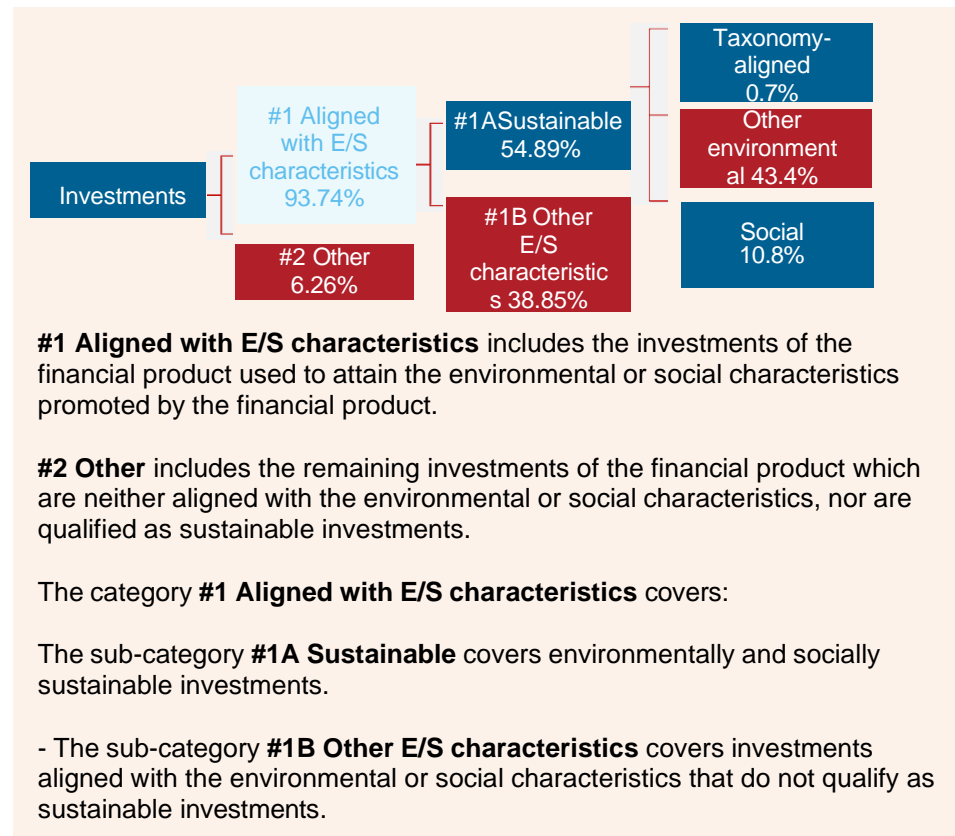 Investments
#1 Aligned
with E/S
characteristics
93.74%
#2 Other
6.26%
#1ASustainable
54.89%
#1B Other
E/S
characteristic
s 38.85%
Taxonomy-
aligned
0.7%
Other
environment
al 43.4%
Social
10.8%
#1 Aligned with E/S characteristics includes the investments of the
financial product used to attain the environmental or social characteristics
promoted by the financial product.
#2 Other includes the remaining investments of the financial product which
are neither aligned with the environmental or social characteristics, nor are
qualified as sustainable investments.
The category #1 Aligned with E/S characteristics covers:
The sub-category #1A Sustainable covers environmentally and socially
sustainable investments.
- The sub-category #1B Other E/S characteristics covers investments
aligned with the environmental or social characteristics that do not qualify as
sustainable investments.